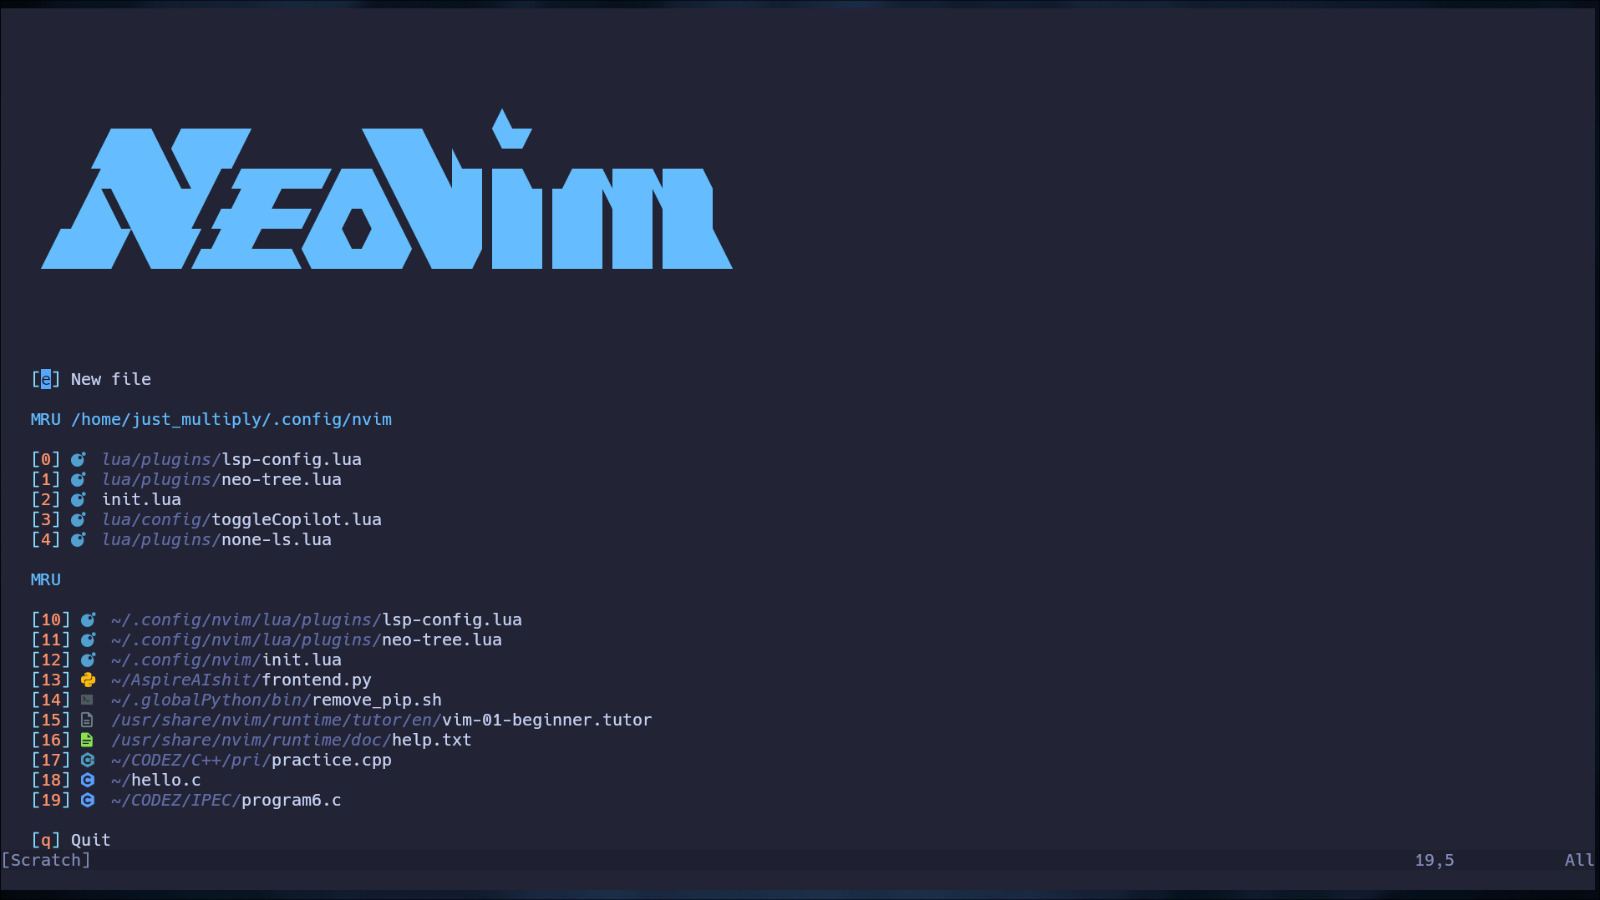 NEOVim
[e] New file
MRU /home/just_multiply/.config/nvim
[0] lua/plugins/lsp-config.lua
[1] lua/plugins/neo-tree.lua
[2] init.lua
[3] lua/config/toggleCopilot.lua
[4] lua/plugins/none-ls.lua
MRU
[10] ~/.config/nvim/lua/plugins/lsp-config.lua
[11] ~/.config/nvim/lua/plugins/neo-tree.lua
[12] ~/.config/nvim/init.lua
[13] ~/AspireAIshit/frontend.py
[14] ~/.globalPython/bin/remove_pip.sh
[15] /usr/share/nvim/runtime/tutor/en/vim-01-beginner.tutor
[16] /usr/share/nvim/runtime/doc/help.txt
[17] ~/CODEZ/C++/pri/practice.cpp
[18] ~/hello.c
[19] ~/CODEZ/IPEC/program6.c
[q] Quit
[Scratch] 19,5 All